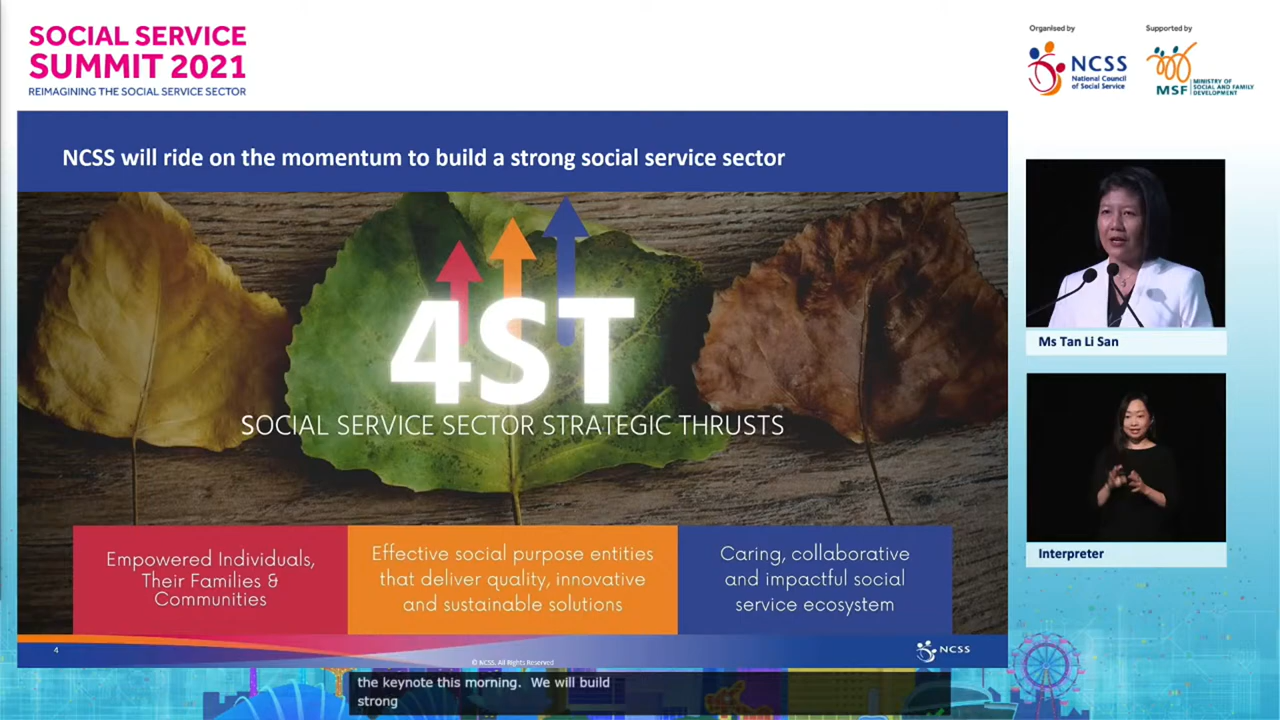 SOCIAL SERVICE
SUMMIT 2021
REIMAGINING THE SOCIAL SERVICE SECTOR
Organised by
NCSS
National Council
of Social Service
Supported by
MSF
MINISTRY OF
SOCIAL AND FAMILY
DEVELOPMENT
NCSS will ride on the momentum to build a strong social service sector
4ST
SOCIAL SERVICE SECTOR STRATEGIC THRUSTS
Empowered Individuals,
Their Families &
Communities
Effective social purpose entities
that deliver quality, innovative
and sustainable solutions
Caring, collaborative
and impactful social
service ecosystem
Ms Tan Li San
Interpreter
4
© NCSS. All Rights Reserved
NCSS
the keynote this morning. We will build
strong